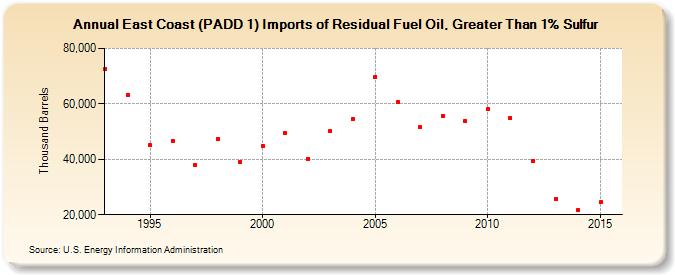 Annual East Coast (PADD 1) Imports of Residual Fuel Oil, Greater Than 1% Sulfur
Thousand Barrels
80,000
60,000
40,000
20,000
1995 2000 2005 2010 2015
Source: U.S. Energy Information Administration